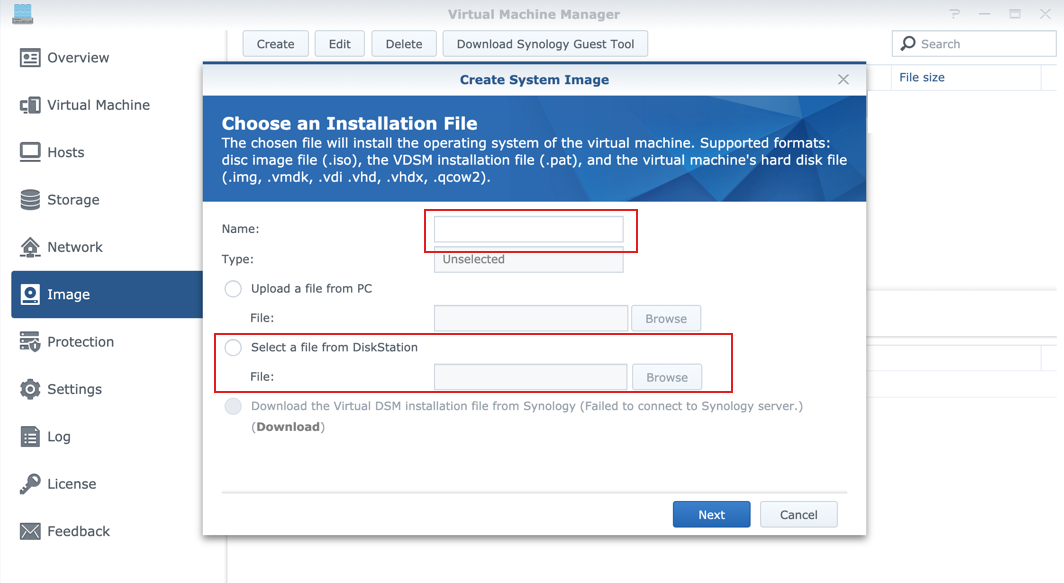 Virtual Machine Manager
Create
Edit
Delete
Download Synology Guest Tool
Search
Overview
Virtual Machine
Hosts
Storage
Network
Image
Protection
Settings
Log
License
Feedback
File size
Create System Image
Choose an Installation File
The chosen file will install the operating system of the virtual machine. Supported formats:
disc image file (.iso), the VDSM installation file (.pat), and the virtual machine's hard disk file
(.img, .vmdk, .vdi .vhd, .vhdx, .qcow2).
Name:
Type: Unselected
Upload a file from PC
File: Browse
Select a file from DiskStation
File: Browse
Download the Virtual DSM installation file from Synology (Failed to connect to Synology server.)
(Download)
Next
Cancel